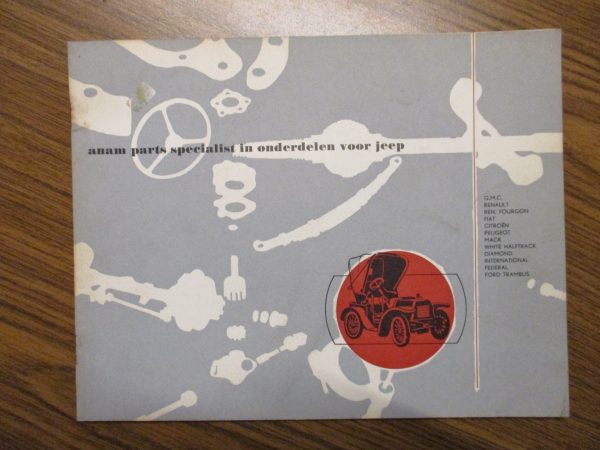 anam parts specialist in onderdelen voor jeep
G.M.C.
RENAULT
REN. FOURGON
FIAT
CITROËN
PEUGEOT
MACK
WHITE HALFTRACK
DIAMOND
INTERNATIONAL
FEDERAL
FORD TRAMBUS